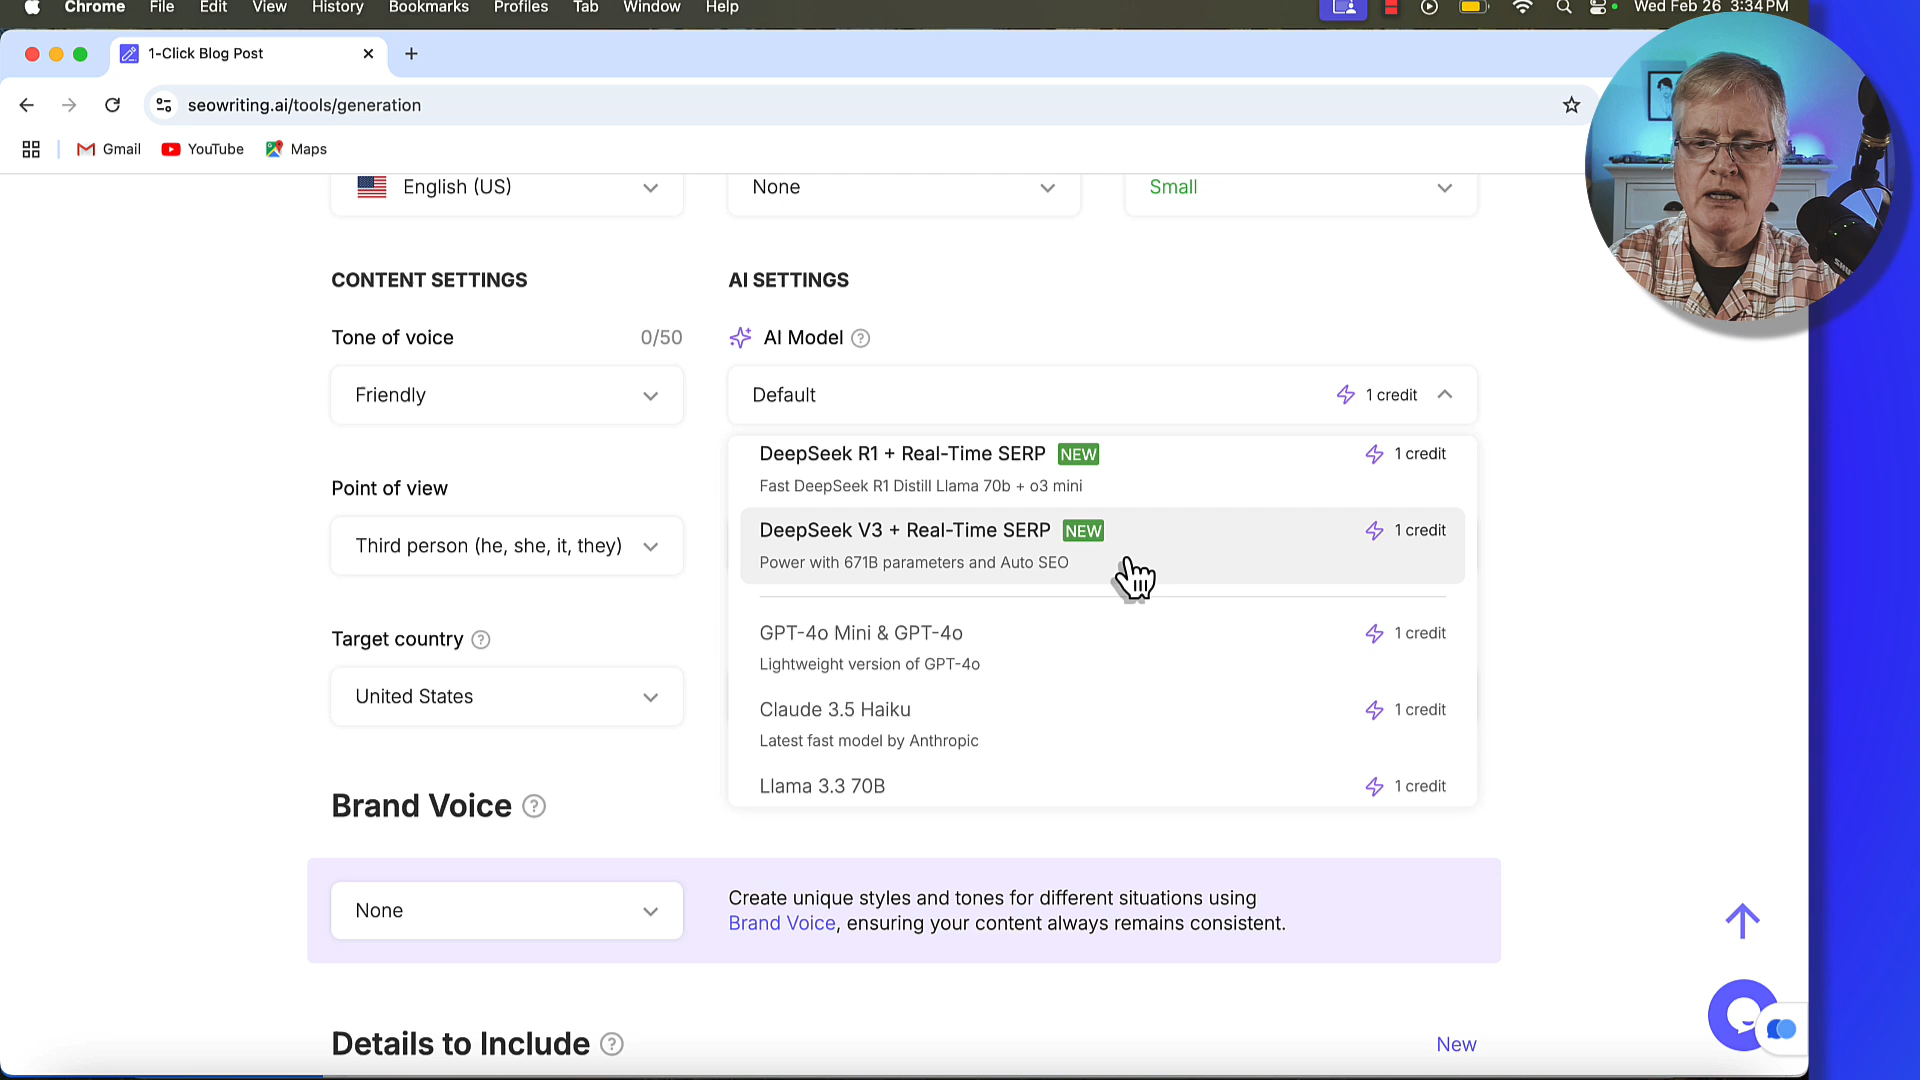 Chrome File Edit View History Bookmarks Profiles Tab Window Help Wed Feb 26 3:34 PM
1-Click Blog Post
seowriting.ai/tools/generation
Gmail YouTube Maps
English (US) None Small
CONTENT SETTINGS AI SETTINGS
Tone of voice 0/50 AI Model ?
Friendly Default 1 credit
DeepSeek R1 + Real-Time SERP NEW 1 credit
Fast DeepSeek R1 Distill Llama 70b + o3 mini
Point of view
DeepSeek V3 + Real-Time SERP NEW 1 credit
Third person (he, she, it, they)
Power with 671B parameters and Auto SEO
GPT-4o Mini & GPT-4o 1 credit
Target country ?
Lightweight version of GPT-4o
United States
Claude 3.5 Haiku 1 credit
Latest fast model by Anthropic
Llama 3.3 70B 1 credit
Brand Voice ?
None
Create unique styles and tones for different situations using
Brand Voice, ensuring your content always remains consistent.
Details to Include ? New